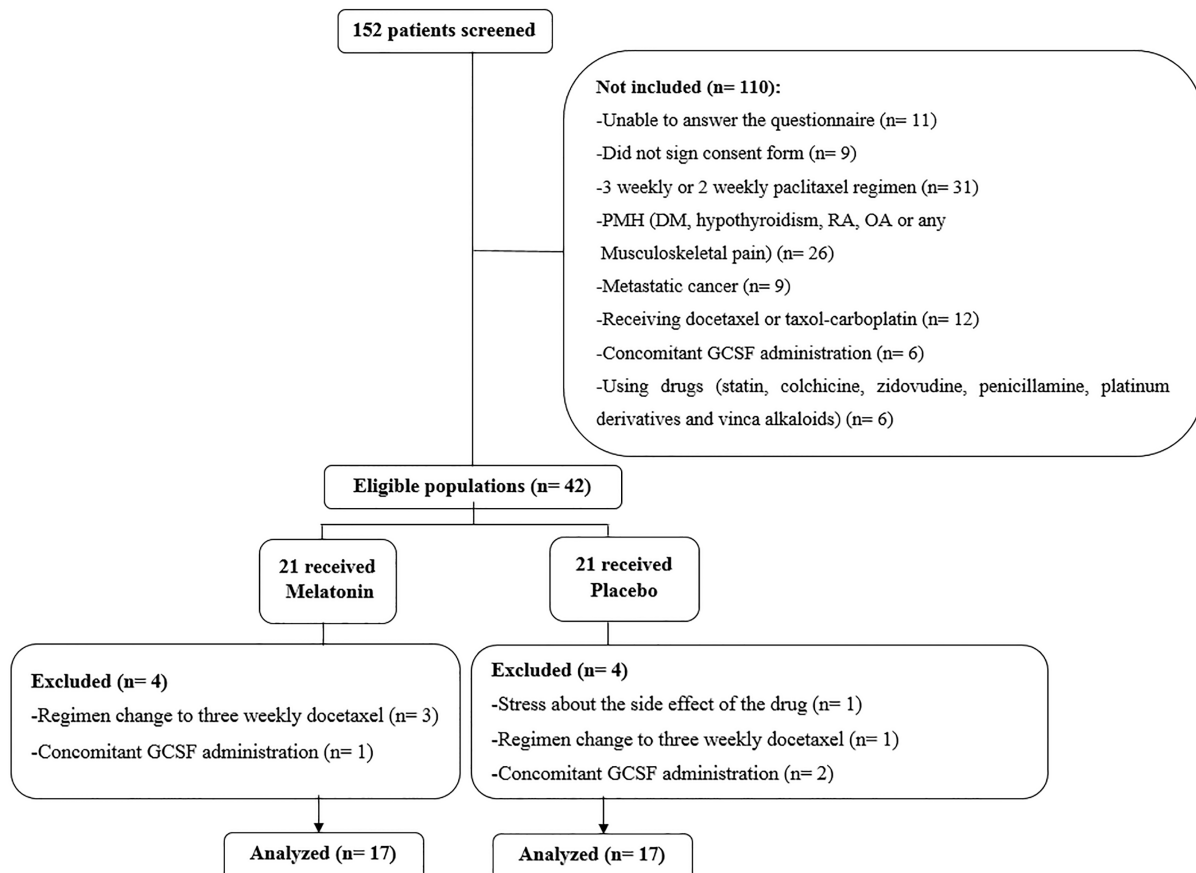 152 patients screened
Not included (n= 110):
-Unable to answer the questionnaire (n= 11)
-Did not sign consent form (n= 9)
-3 weekly or 2 weekly paclitaxel regimen (n= 31)
-PMH (DM, hypothyroidism, RA, OA or any
Musculoskeletal pain) (n= 26)
-Metastatic cancer (n= 9)
-Receiving docetaxel or taxol-carboplatin (n= 12)
-Concomitant GCSF administration (n= 6)
-Using drugs (statin, colchicine, zidovudine, penicillamine, platinum
derivatives and vinca alkaloids) (n= 6)
Eligible populations (n= 42)
21 received
Melatonin
21 received
Placebo
Excluded (n= 4)
-Regimen change to three weekly docetaxel (n= 3)
-Concomitant GCSF administration (n= 1)
Excluded (n= 4)
-Stress about the side effect of the drug (n= 1)
-Regimen change to three weekly docetaxel (n= 1)
-Concomitant GCSF administration (n= 2)
Analyzed (n= 17)
Analyzed (n= 17)